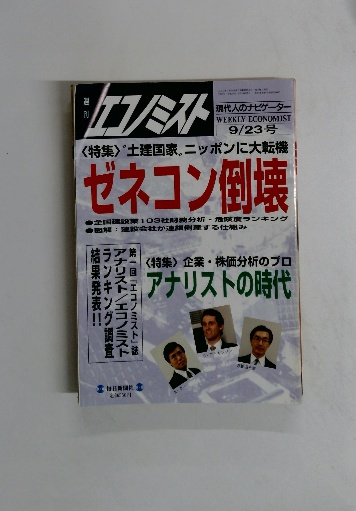 週刊
エコノミスト
現代人のナビゲーター
WEEKLY ECONOMIST
9/23号
〈特集〉“土建国家”ニッポンに大転機
ゼネコン倒壊
●全国建設業103社財務分析・危険度ランキング
●図解:建設会社が連鎖倒産する仕組み
第一回「エコノミスト」誌
アナリスト/エコノミスト
ランキング調査
結果発表!!
〈特集〉企業・株価分析のプロ
アナリストの時代
毎日新聞社